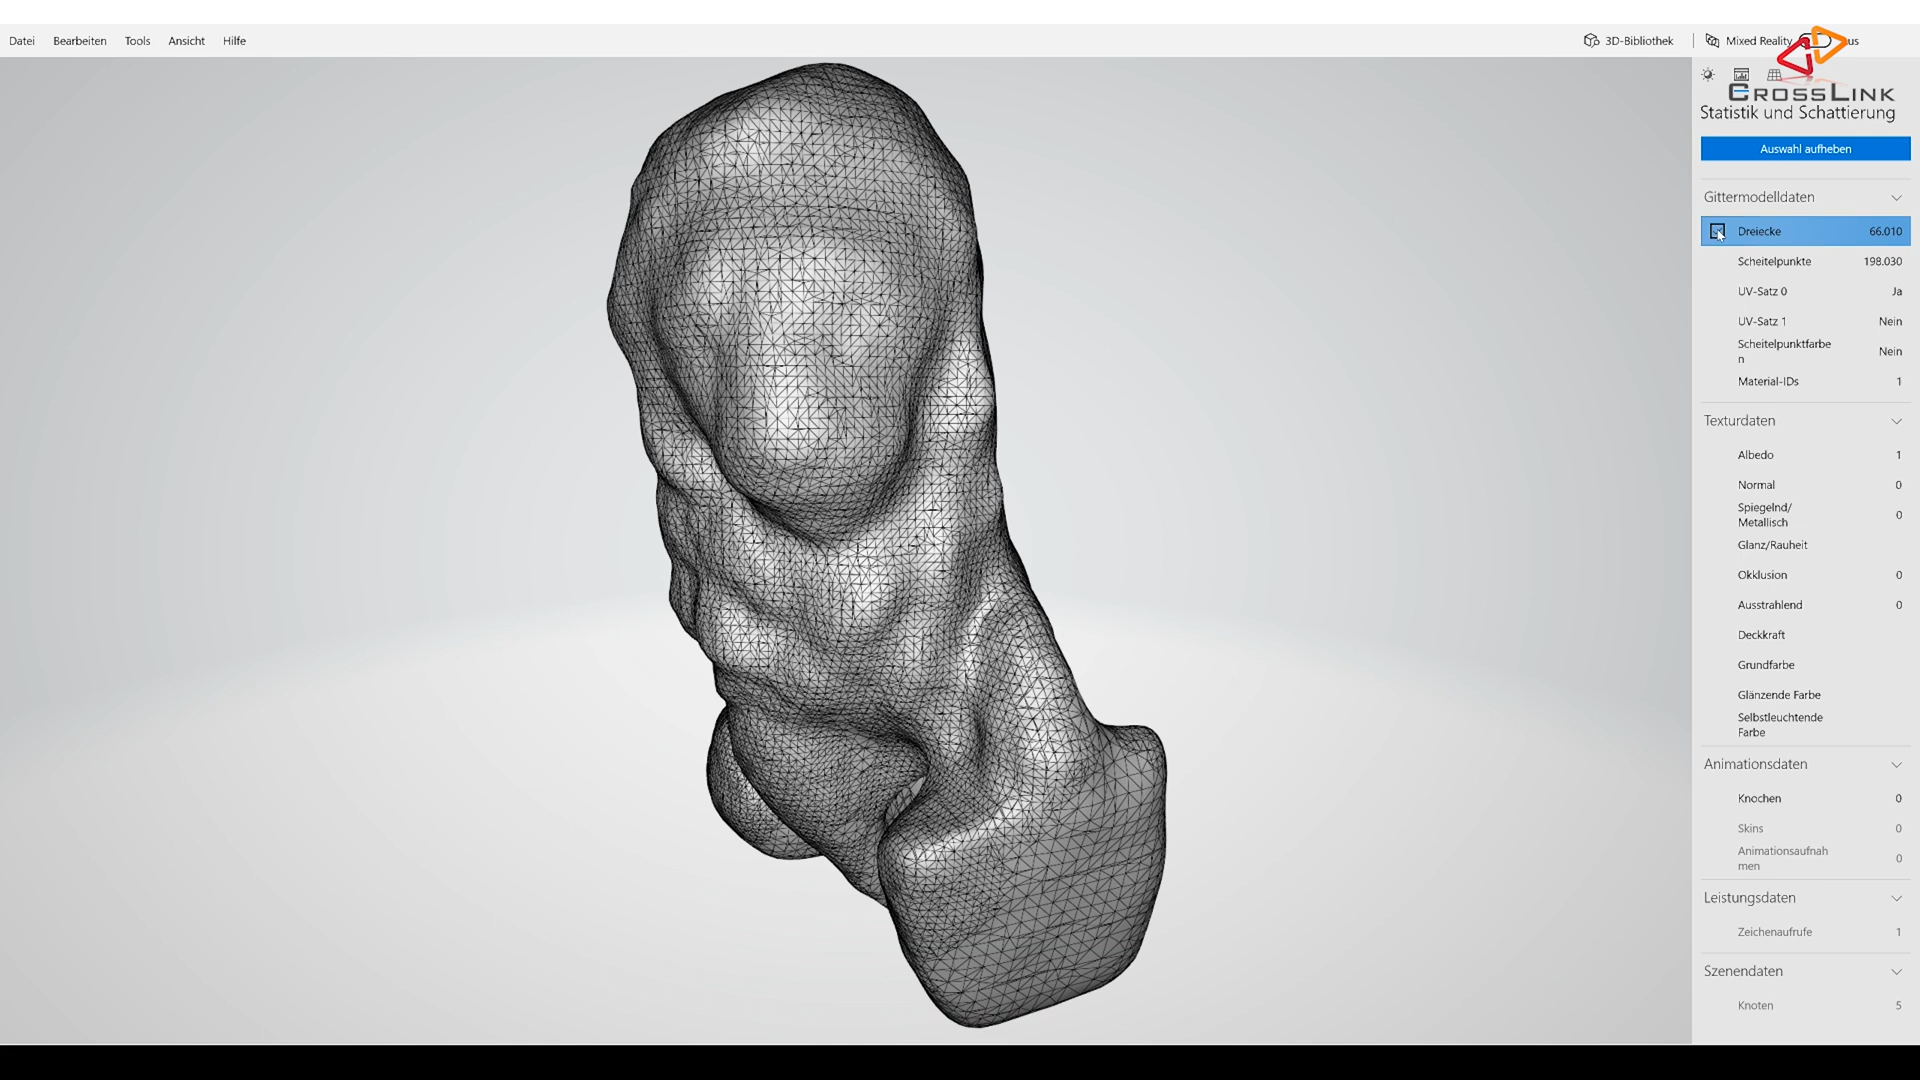 Datei Bearbeiten Tools Ansicht Hilfe
3D-Bibliothek Mixed Reality us
CROSSLINK
Statistik und Schattierung
Auswahl aufheben
Gittermodelldaten
Dreiecke 66.010
Scheitelpunkte 198.030
UV-Satz 0 Ja
UV-Satz 1 Nein
Scheitelpunktfarbe
n Nein
Material-IDs 1
Texturdaten
Albedo 1
Normal 0
Spiegelnd/
Metallisch 0
Glanz/Rauheit
Okklusion 0
Ausstrahlend 0
Deckkraft
Grundfarbe
Glänzende Farbe
Selbstleuchtende
Farbe
Animationsdaten
Knochen 0
Skins 0
Animationsaufnah
men 0
Leistungsdaten
Zeichenaufrufe 1
Szenendaten
Knoten 5